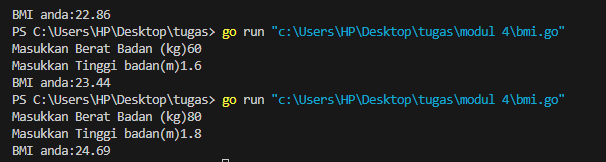 BMI anda:22.86
PS C:\Users\HP\Desktop\tugas> go run "c:\Users\HP\Desktop\tugas\modul 4\bmi.go"
Masukkan Berat Badan (kg)60
Masukkan Tinggi badan(m)1.6
BMI anda:23.44
PS C:\Users\HP\Desktop\tugas> go run "c:\Users\HP\Desktop\tugas\modul 4\bmi.go"
Masukkan Berat Badan (kg)80
Masukkan Tinggi badan(m)1.8
BMI anda:24.69